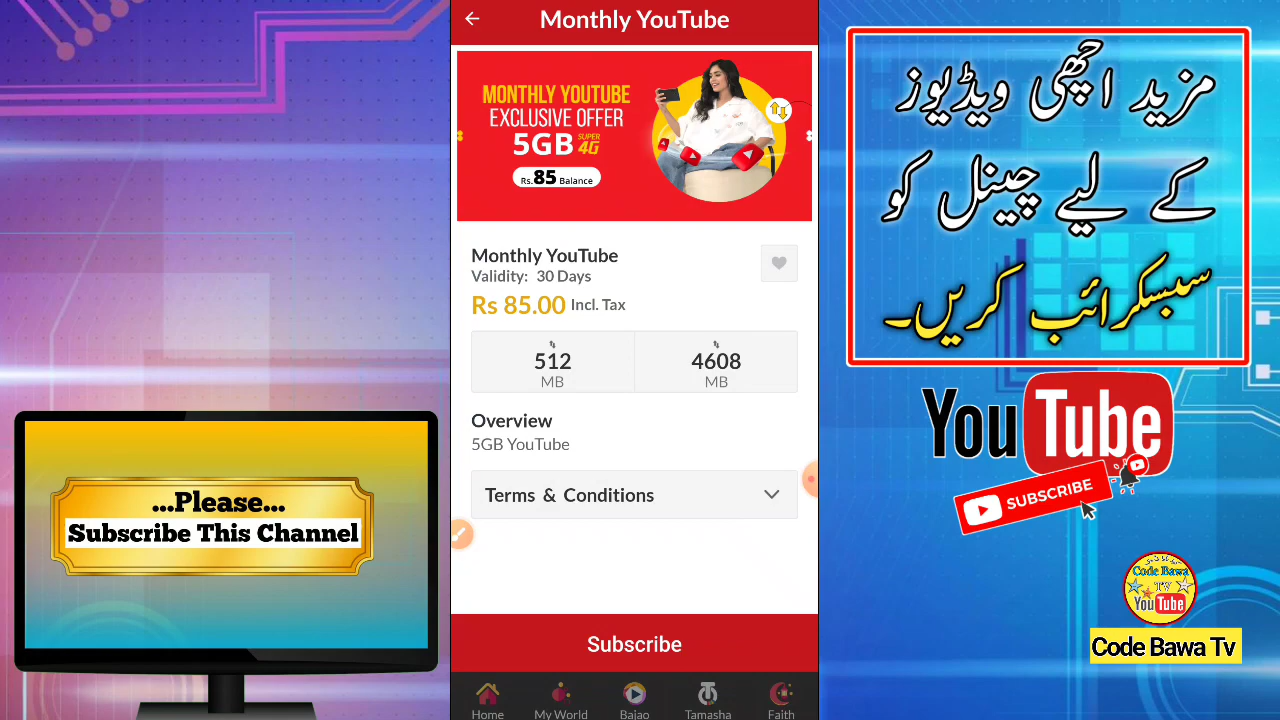 ...Please...
Subscribe This Channel
Monthly YouTube
MONTHLY YOUTUBE
EXCLUSIVE OFFER
5GB SUPER 4G
Rs.85 Balance
Monthly YouTube
Validity: 30 Days
Rs 85.00 Incl. Tax
512
MB
4608
MB
Overview
5GB YouTube
Terms & Conditions
Subscribe
Home
My World
Bajao
Tamasha
Faith
مزید اچھی ویڈیوز
کے لیے چینل کو
سبسکرائب کریں۔
YouTube
SUBSCRIBE
Code Bawa
TV
YouTube
Code Bawa Tv